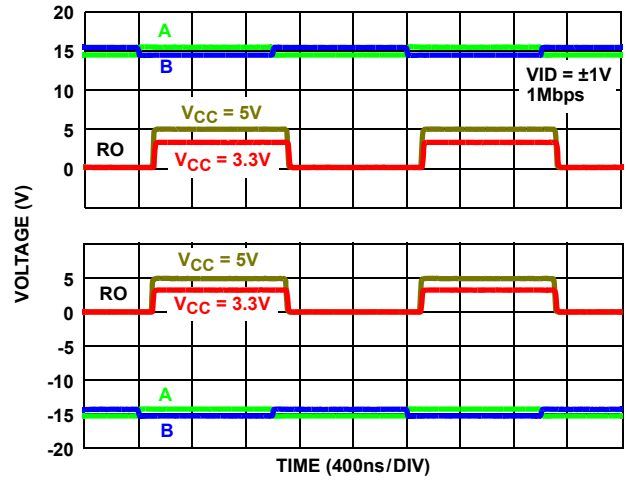 20
A
15
B
VID = ±1V
1Mbps
10
VCC = 5V
5
RO
VCC = 3.3V
0
VOLTAGE (V)
VCC = 5V
5
RO
VCC = 3.3V
0
-5
-10
A
-15
B
-20
TIME (400ns/DIV)